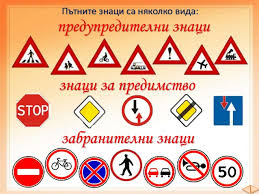 Пътните знаци са няколко вида:
предупредителни знаци
знаци за предимство
STOP
забранителни знаци
50